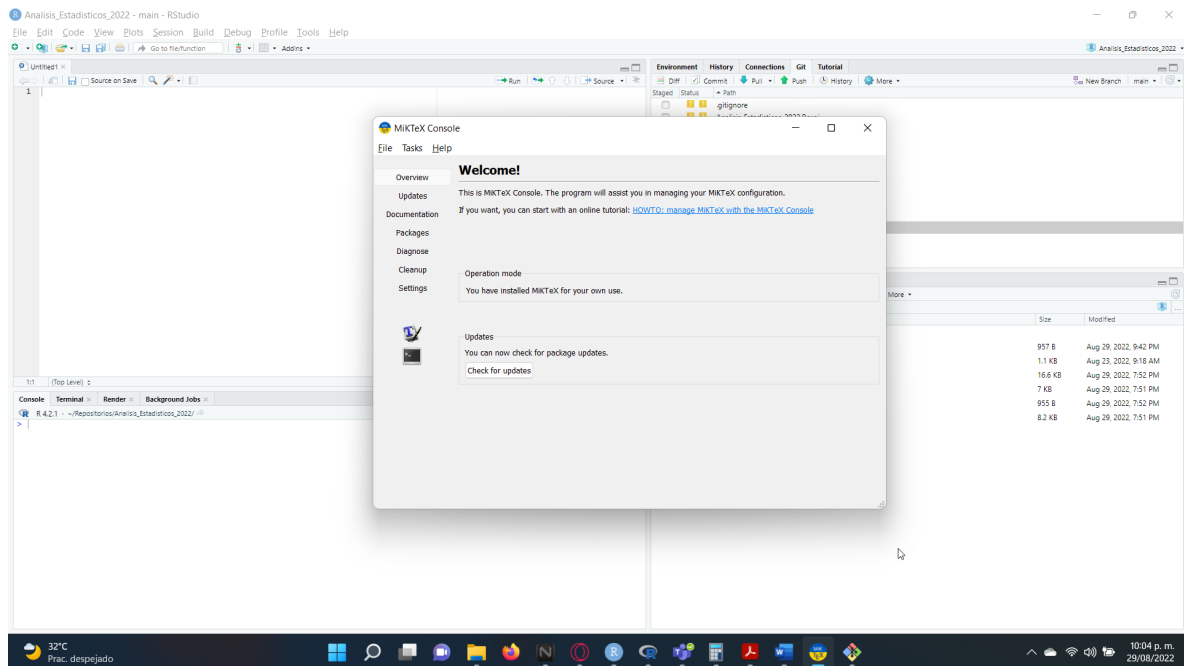 Analisis_Estadisticos_2022 - main - RStudio
File Edit Code View Plots Session Build Debug Profile Tools Help
Go to file/function Addins
Analisis_Estadisticos_2022
Untitled1
Source on Save Run Source
1
1:1 (Top Level)
Console Terminal Render Background Jobs
R 4.2.1 · ~/Repositorios/Analisis_Estadisticos_2022/
>
Environment History Connections Git Tutorial
Diff Commit Pull Push History More New Branch main
Staged Status Path
.gitignore
MiKTeX Console
File Tasks Help
Overview
Updates
Documentation
Packages
Diagnose
Cleanup
Settings
Welcome!
This is MiKTeX Console. The program will assist you in managing your MiKTeX configuration.
If you want, you can start with an online tutorial: HOWTO: manage MiKTeX with the MiKTeX Console
Operation mode
You have installed MiKTeX for your own use.
Updates
You can now check for package updates.
Check for updates
More
Size Modified
957 B Aug 29, 2022, 9:42 PM
1.1 KB Aug 23, 2022, 9:18 AM
16.6 KB Aug 29, 2022, 7:52 PM
7 KB Aug 29, 2022, 7:51 PM
955 B Aug 29, 2022, 7:52 PM
8.2 KB Aug 29, 2022, 7:51 PM
32°C
Prac. despejado
10:04 p. m.
29/08/2022